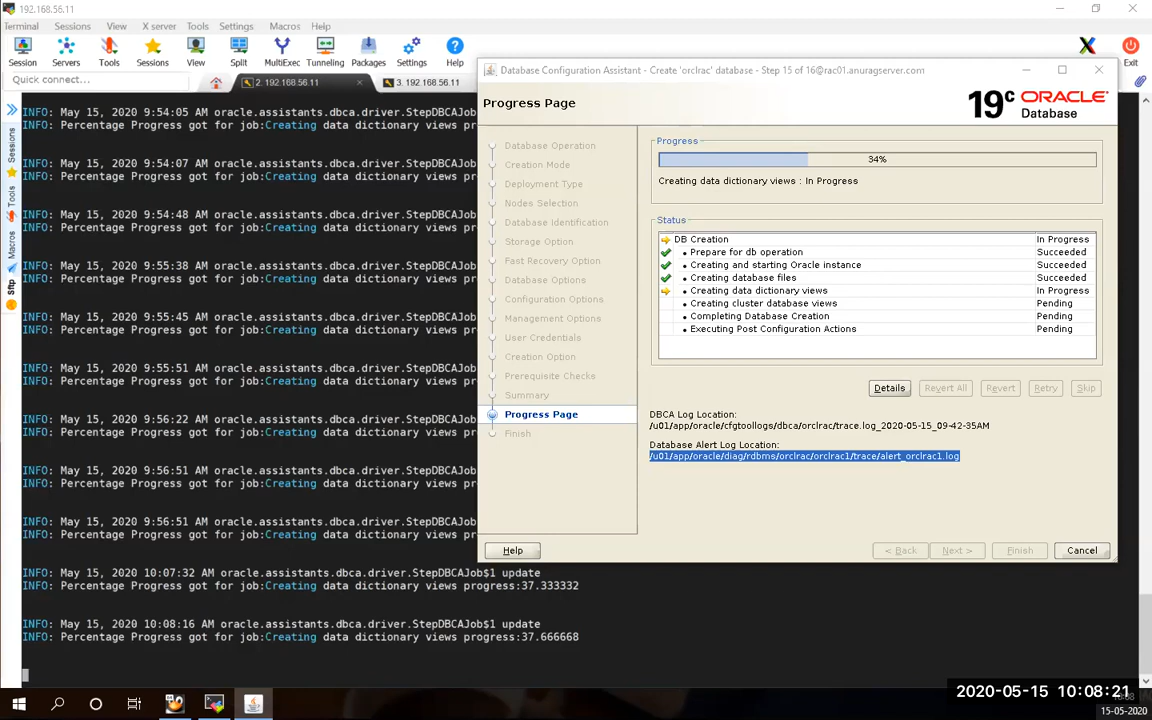 192.168.56.11
Terminal Sessions View X server Tools Settings Macros Help
Session Servers Tools Sessions View Split MultiExec Tunneling Packages Settings Help
Exit
Quick connect...
2. 192.168.56.11
3. 192.168.56.11
Sessions
Tools
Macros
Sftp
INFO: May 15, 2020 9:54:05 AM oracle.assistants.dbca.driver.StepDBCAJob
INFO: Percentage Progress got for job:Creating data dictionary views pr
INFO: May 15, 2020 9:54:07 AM oracle.assistants.dbca.driver.StepDBCAJob
INFO: Percentage Progress got for job:Creating data dictionary views pr
INFO: May 15, 2020 9:54:48 AM oracle.assistants.dbca.driver.StepDBCAJob
INFO: Percentage Progress got for job:Creating data dictionary views pr
INFO: May 15, 2020 9:55:38 AM oracle.assistants.dbca.driver.StepDBCAJob
INFO: Percentage Progress got for job:Creating data dictionary views pr
INFO: May 15, 2020 9:55:45 AM oracle.assistants.dbca.driver.StepDBCAJob
INFO: Percentage Progress got for job:Creating data dictionary views pr
INFO: May 15, 2020 9:55:51 AM oracle.assistants.dbca.driver.StepDBCAJob
INFO: Percentage Progress got for job:Creating data dictionary views pr
INFO: May 15, 2020 9:56:22 AM oracle.assistants.dbca.driver.StepDBCAJob
INFO: Percentage Progress got for job:Creating data dictionary views pr
INFO: May 15, 2020 9:56:51 AM oracle.assistants.dbca.driver.StepDBCAJob
INFO: Percentage Progress got for job:Creating data dictionary views pr
INFO: May 15, 2020 9:56:51 AM oracle.assistants.dbca.driver.StepDBCAJob
INFO: Percentage Progress got for job:Creating data dictionary views pr
INFO: May 15, 2020 10:07:32 AM oracle.assistants.dbca.driver.StepDBCAJob$1 update
INFO: Percentage Progress got for job:Creating data dictionary views progress:37.333332
INFO: May 15, 2020 10:08:16 AM oracle.assistants.dbca.driver.StepDBCAJob$1 update
INFO: Percentage Progress got for job:Creating data dictionary views progress:37.666668
Database Configuration Assistant - Create 'orclrac' database - Step 15 of 16@rac01.anuragserver.com
Progress Page
19c ORACLE
Database
Database Operation
Creation Mode
Deployment Type
Nodes Selection
Database Identification
Storage Option
Fast Recovery Option
Database Options
Configuration Options
Management Options
User Credentials
Creation Option
Prerequisite Checks
Summary
Progress Page
Finish
Progress
34%
Creating data dictionary views : In Progress
Status
DB Creation In Progress
• Prepare for db operation Succeeded
• Creating and starting Oracle instance Succeeded
• Creating database files Succeeded
• Creating data dictionary views In Progress
• Creating cluster database views Pending
• Completing Database Creation Pending
• Executing Post Configuration Actions Pending
Details Revert All Revert Retry Skip
DBCA Log Location:
/u01/app/oracle/cfgtoollogs/dbca/orclrac/trace.log_2020-05-15_09-42-35AM
Database Alert Log Location:
/u01/app/oracle/diag/rdbms/orclrac/orclrac1/trace/alert_orclrac1.log
Help < Back Next > Finish Cancel
2020-05-15 10:08:21
15-05-2020